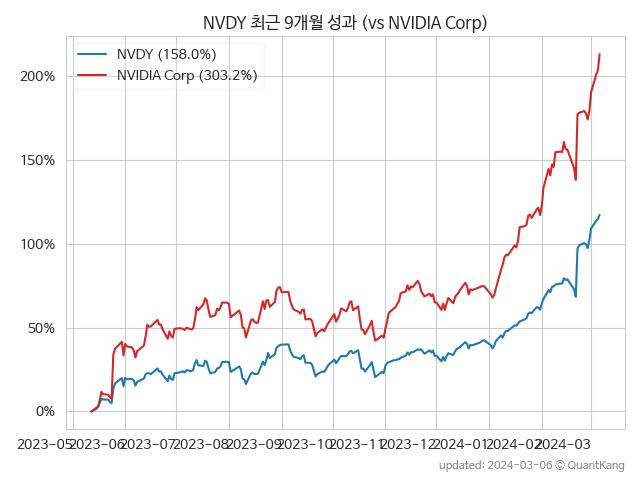 NVDY 최근 9개월 성과 (vs NVIDIA Corp)
NVDY (158.0%)
NVIDIA Corp (303.2%)
200%
150%
100%
50%
0%
2023-05 2023-06 2023-07 2023-08 2023-09 2023-10 2023-11 2023-12 2024-01 2024-02 2024-03
updated: 2024-03-06 © QuantKang